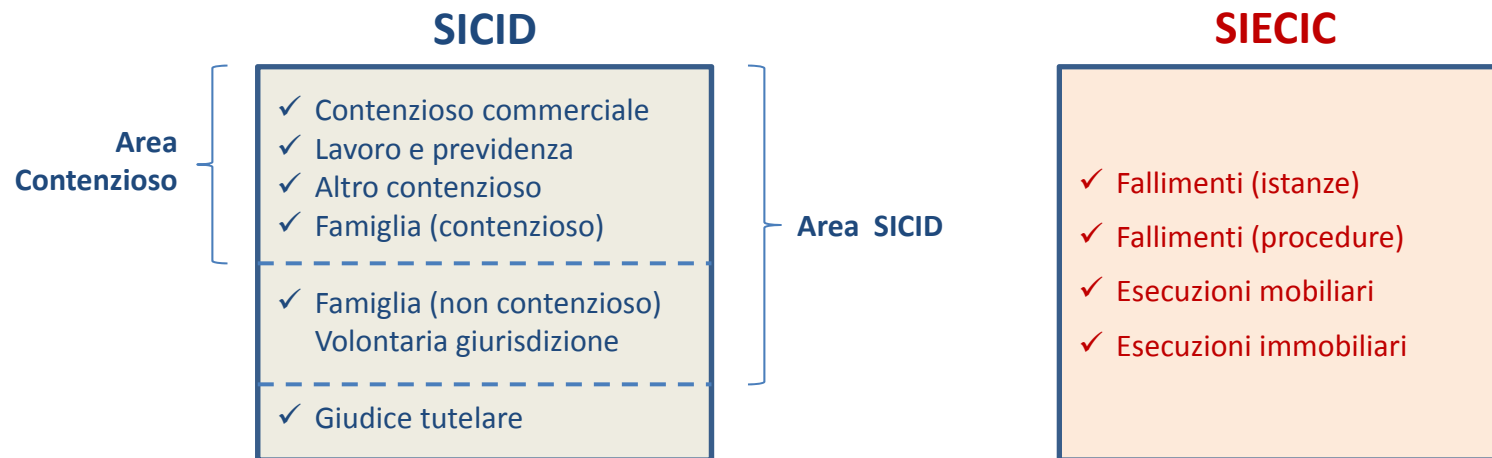 SICID
Area
Contenzioso
✓ Contenzioso commerciale
✓ Lavoro e previdenza
✓ Altro contenzioso
✓ Famiglia (contenzioso)
✓ Famiglia (non contenzioso)
Volontaria giurisdizione
✓ Giudice tutelare
Area SICID
SIECIC
✓ Fallimenti (istanze)
✓ Fallimenti (procedure)
✓ Esecuzioni mobiliari
✓ Esecuzioni immobiliari